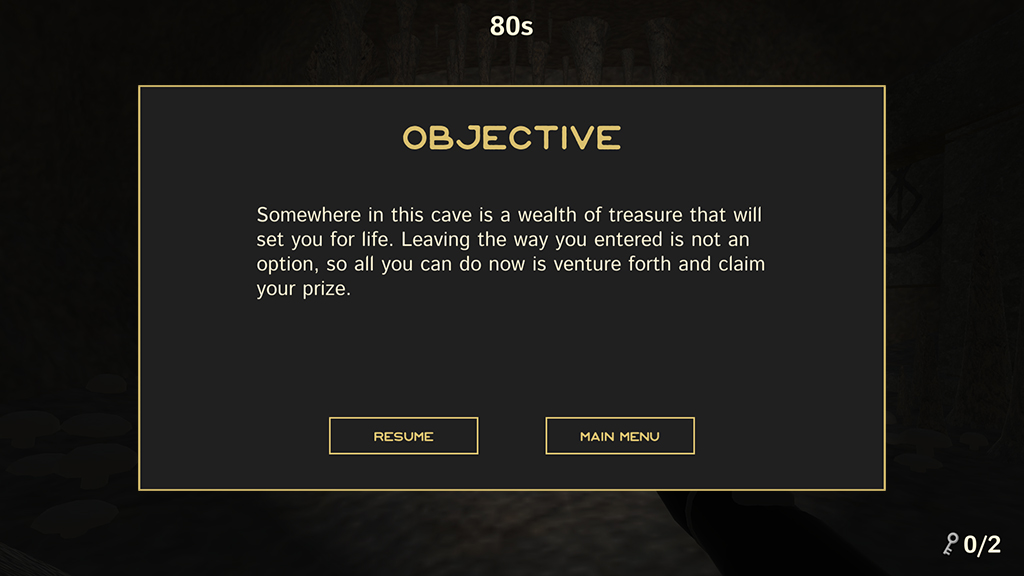 80s
OBJECTIVE
Somewhere in this cave is a wealth of treasure that will
set you for life. Leaving the way you entered is not an
option, so all you can do now is venture forth and claim
your prize.
RESUME
MAIN MENU
0/2